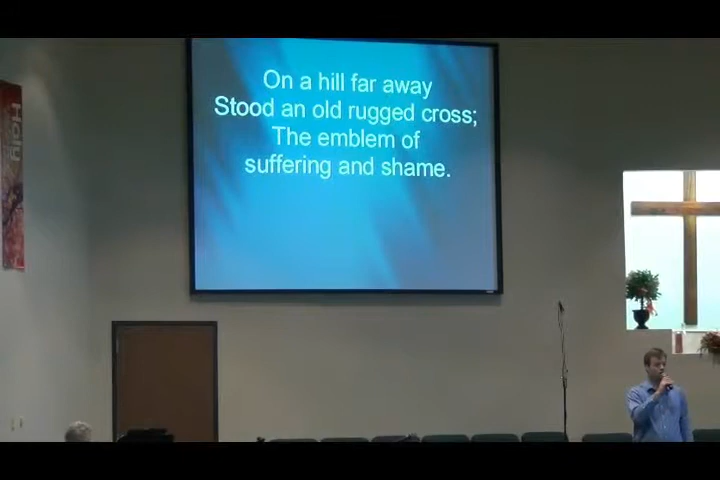 On a hill far away
Stood an old rugged cross;
The emblem of
suffering and shame.
Holy